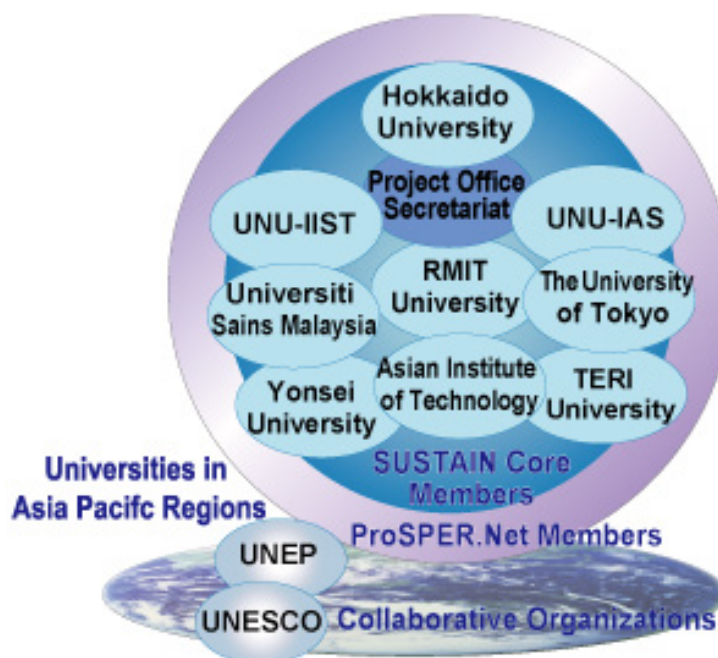 Hokkaido
University
Project Office
Secretariat
UNU-IIST
UNU-IAS
RMIT
University
Universiti
Sains Malaysia
The University
of Tokyo
Asian Institute
of Technology
Yonsei
University
TERI
University
SUSTAIN Core
Members
Universities in
Asia Pacifc Regions
ProSPER.Net Members
UNEP
UNESCO
Collaborative Organizations